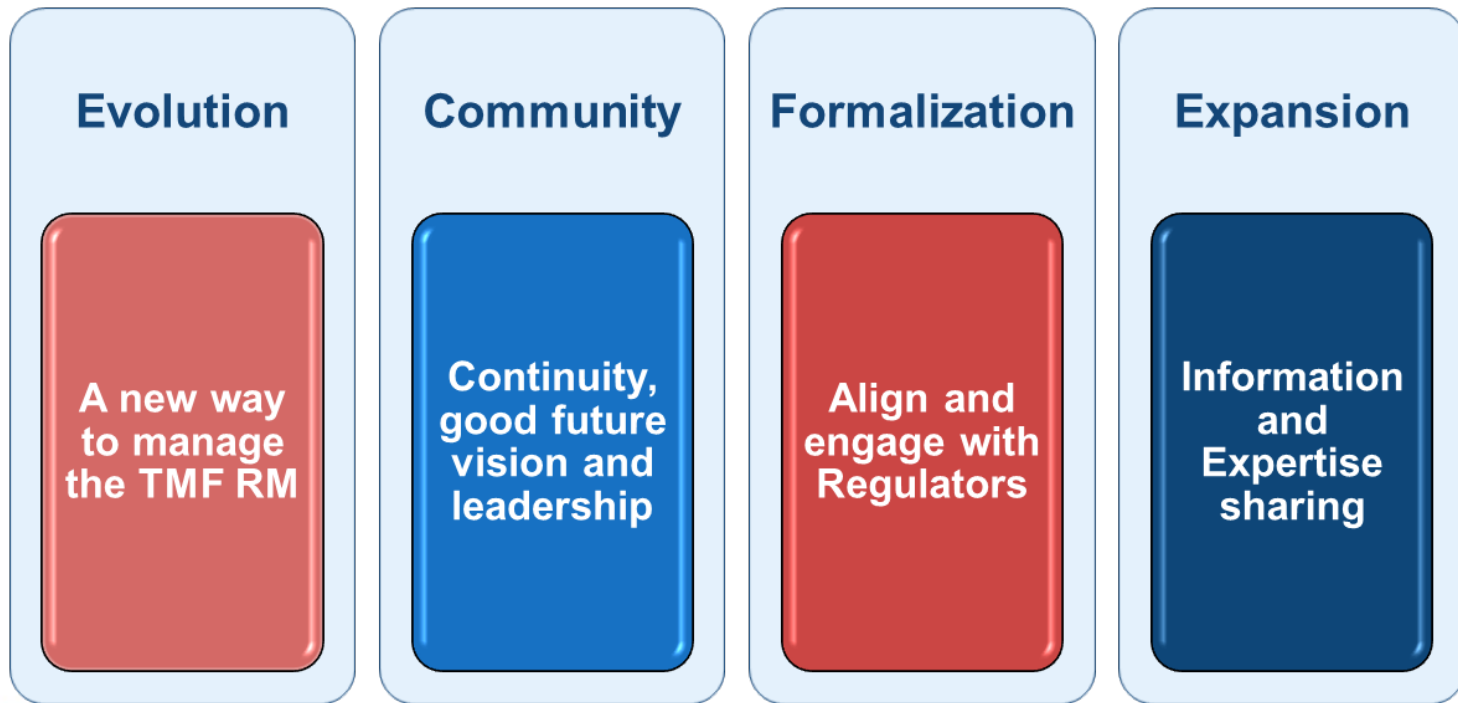 Evolution
A new way
to manage
the TMF RM
Community
Continuity,
good future
vision and
leadership
Formalization
Align and
engage with
Regulators
Expansion
Information
and
Expertise
sharing